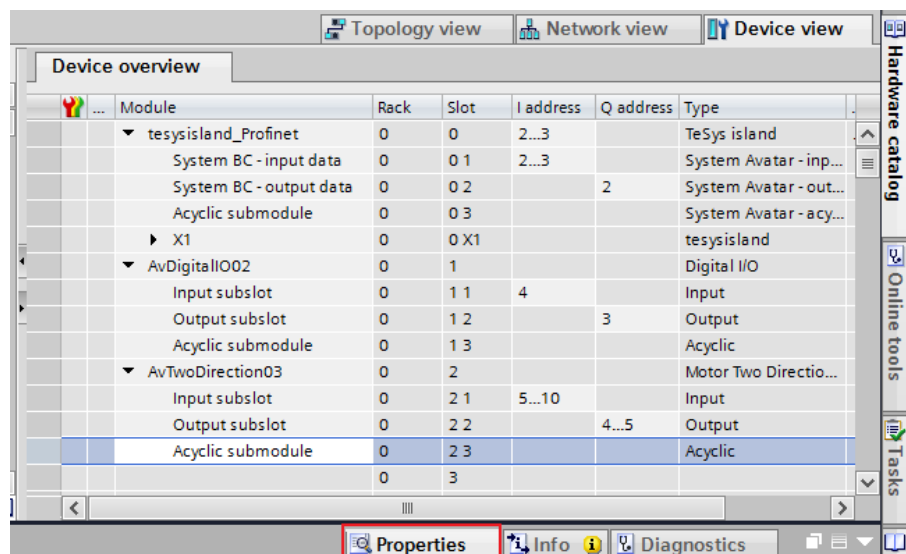 Topology view Network view Device view
Device overview
... Module Rack Slot I address Q address Type
tesysisland_Profinet 0 0 2...3 TeSys island
System BC - input data 0 0 1 2...3 System Avatar - inp...
System BC - output data 0 0 2 2 System Avatar - out...
Acyclic submodule 0 0 3 System Avatar - acy...
X1 0 0 X1 tesysisland
AvDigitalIO02 0 1 Digital I/O
Input subslot 0 1 1 4 Input
Output subslot 0 1 2 3 Output
Acyclic submodule 0 1 3 Acyclic
AvTwoDirection03 0 2 Motor Two Directio...
Input subslot 0 2 1 5...10 Input
Output subslot 0 2 2 4...5 Output
Acyclic submodule 0 2 3 Acyclic
0 3
Properties Info Diagnostics
Hardware catalog
Online tools
Tasks